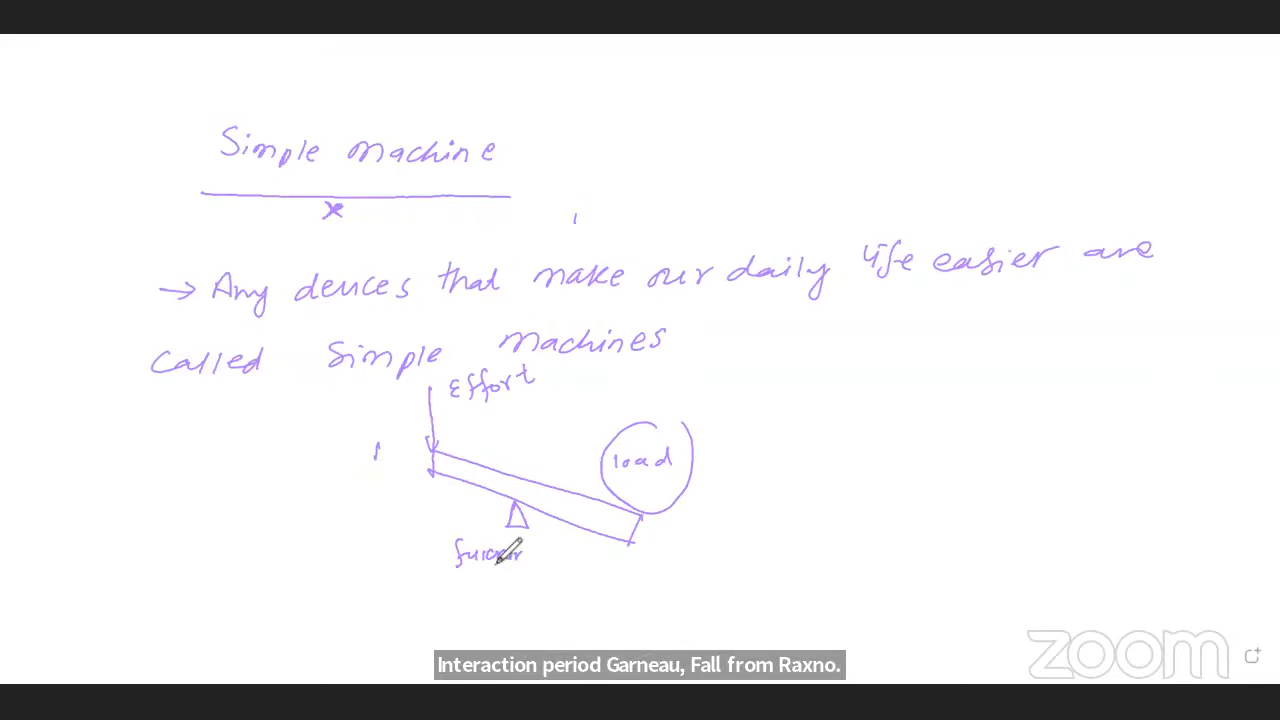 Simple machine
→ Any devices that make our daily life easier are
called simple machines
Effort
load
Interaction period Garneau, Fall from Raxno.
zoom